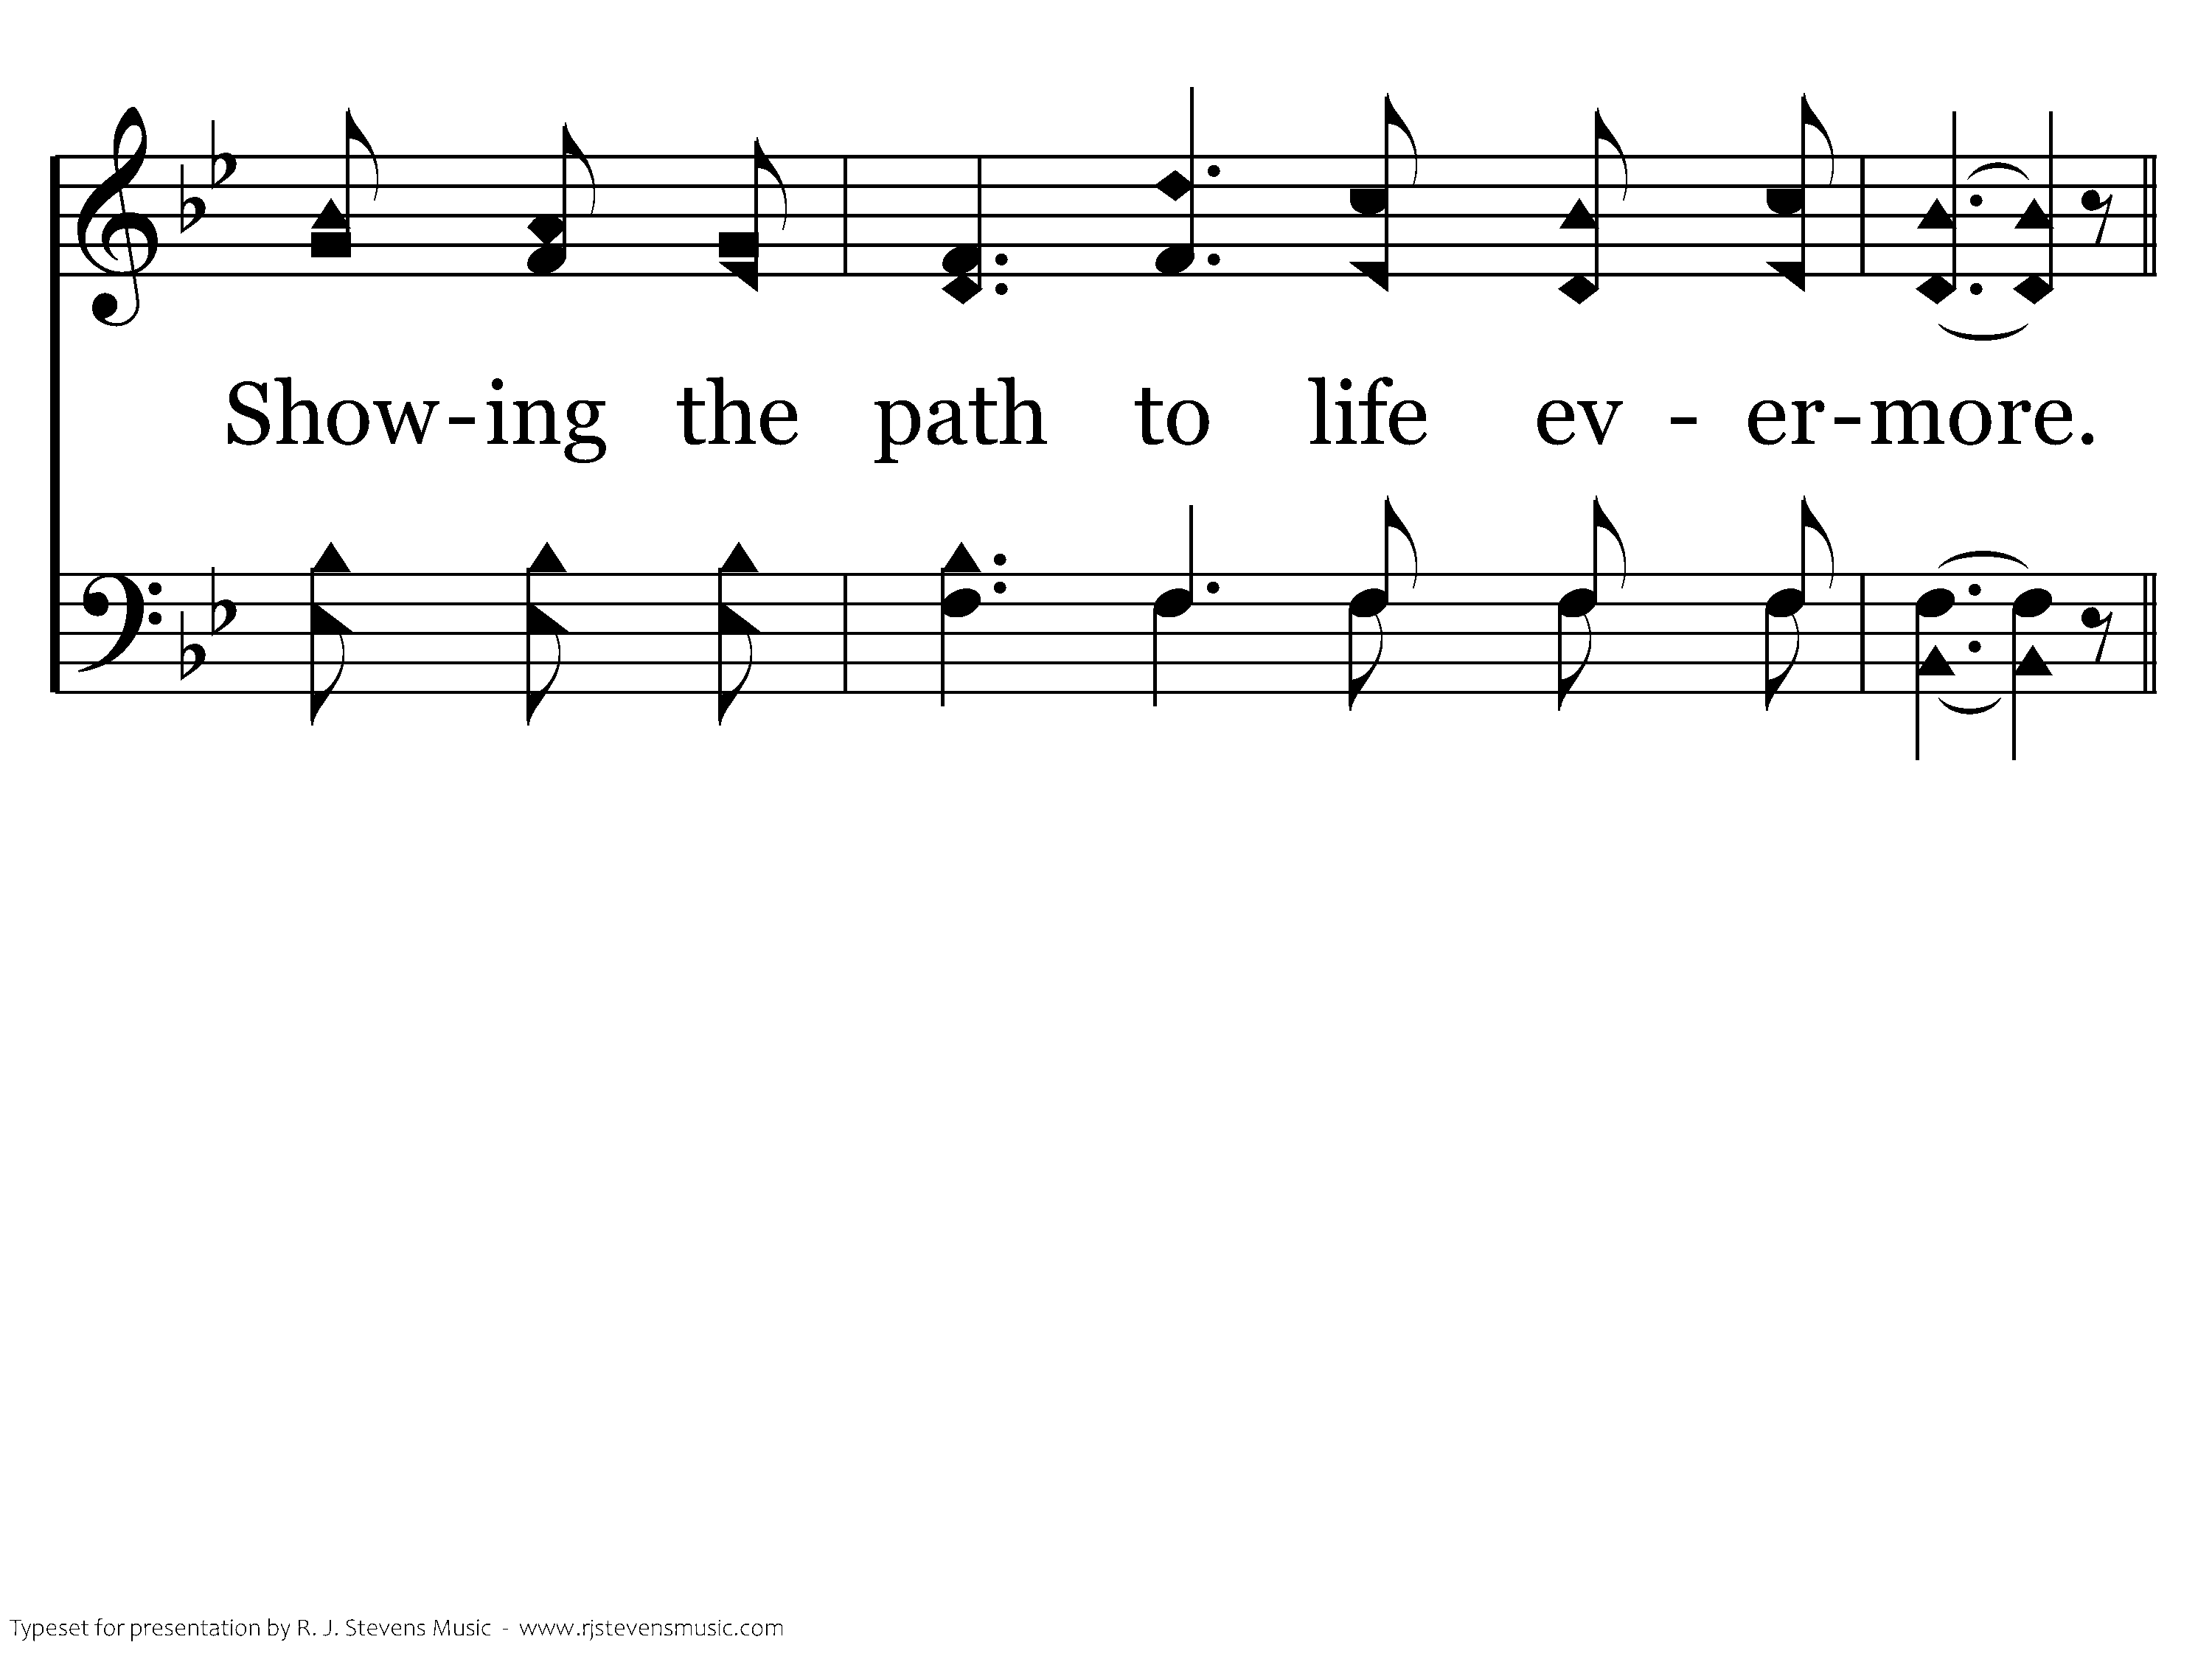 Show-ing the path to life ev - er-more.
Typeset for presentation by R. J. Stevens Music - www.rjstevensmusic.com